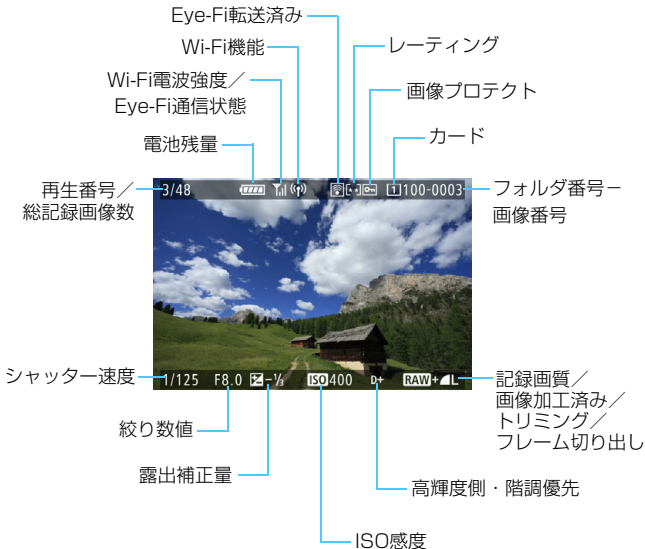 Eye-Fi転送済み
Wi-Fi機能
レーティング
Wi-Fi電波強度／
Eye-Fi通信状態
画像プロテクト
電池残量
カード
再生番号／
総記録画像数
3/48
1
100-0003
フォルダ番号－
画像番号
シャッター速度
1/125 F8.0 -1/3 ISO 400 D+ RAW+L
記録画質／
画像加工済み／
トリミング／
フレーム切り出し
絞り数値
露出補正量
高輝度側・階調優先
ISO感度